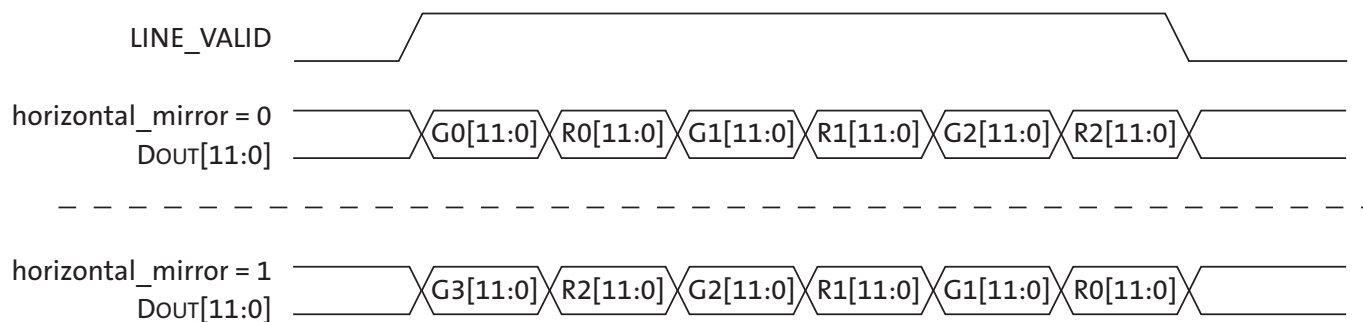 LINE_VALID
horizontal_mirror = 0
DOUT[11:0]
G0[11:0] R0[11:0] G1[11:0] R1[11:0] G2[11:0] R2[11:0]
horizontal_mirror = 1
DOUT[11:0]
G3[11:0] R2[11:0] G2[11:0] R1[11:0] G1[11:0] R0[11:0]